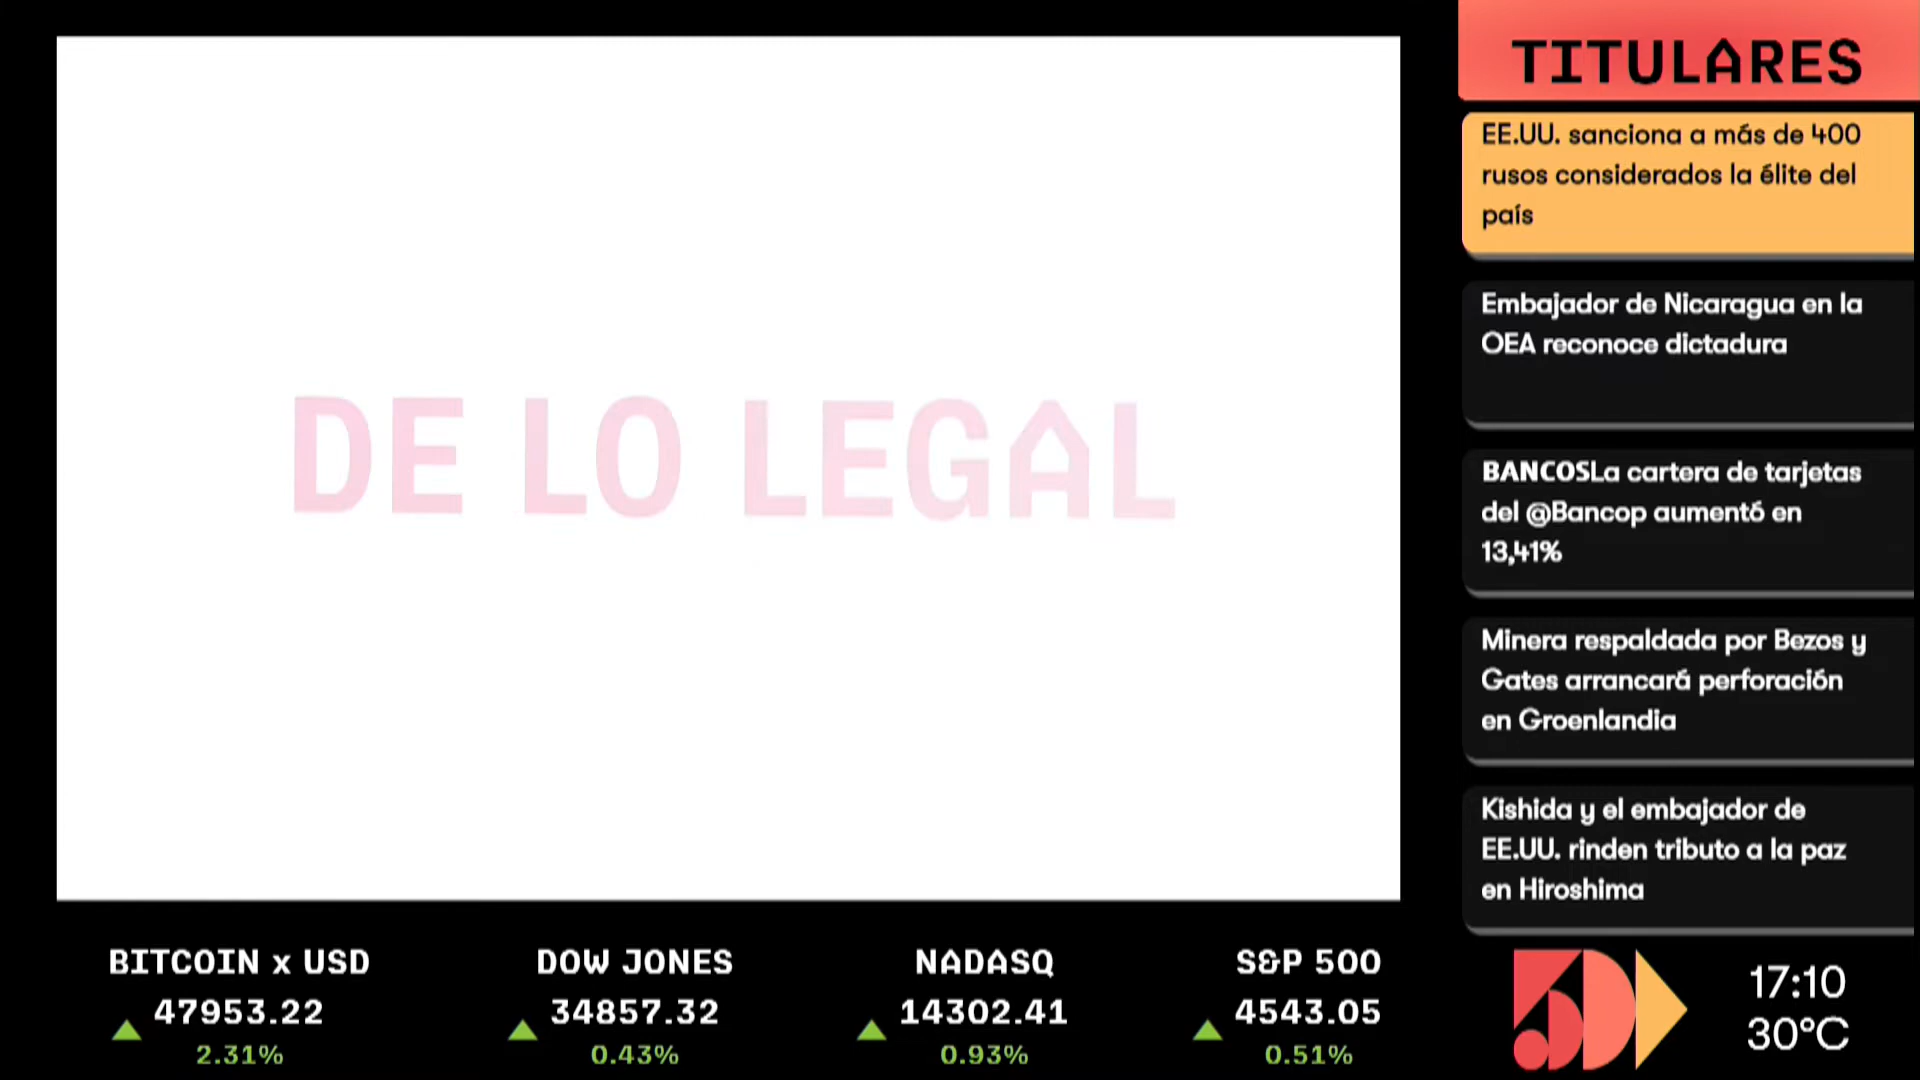 DE LO LEGAL
TITULARES
EE.UU. sanciona a más de 400
rusos considerados la élite del
país
Embajador de Nicaragua en la
OEA reconoce dictadura
BANCOSLa cartera de tarjetas
del @Bancop aumentó en
13,41%
Minera respaldada por Bezos y
Gates arrancará perforación
en Groenlandia
Kishida y el embajador de
EE.UU. rinden tributo a la paz
en Hiroshima
BITCOIN x USD
47953.22
2.31%
DOW JONES
34857.32
0.43%
NADASQ
14302.41
0.93%
S&P 500
4543.05
0.51%
5D
17:10
30°C